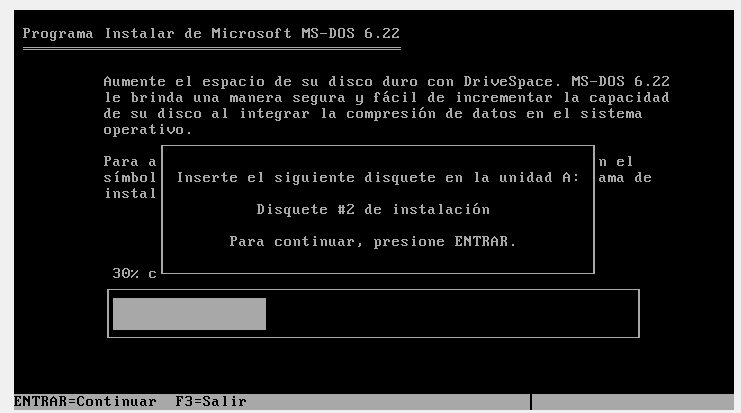 Programa Instalar de Microsoft MS-DOS 6.22
Aumente el espacio de su disco duro con DriveSpace. MS-DOS 6.22
le brinda una manera segura y fácil de incrementar la capacidad
de su disco al integrar la compresión de datos en el sistema
operativo.
Para a n el
símbol ama de
instal
Inserte el siguiente disquete en la unidad A:
Disquete #2 de instalación
Para continuar, presione ENTRAR.
30% c
ENTRAR=Continuar F3=Salir